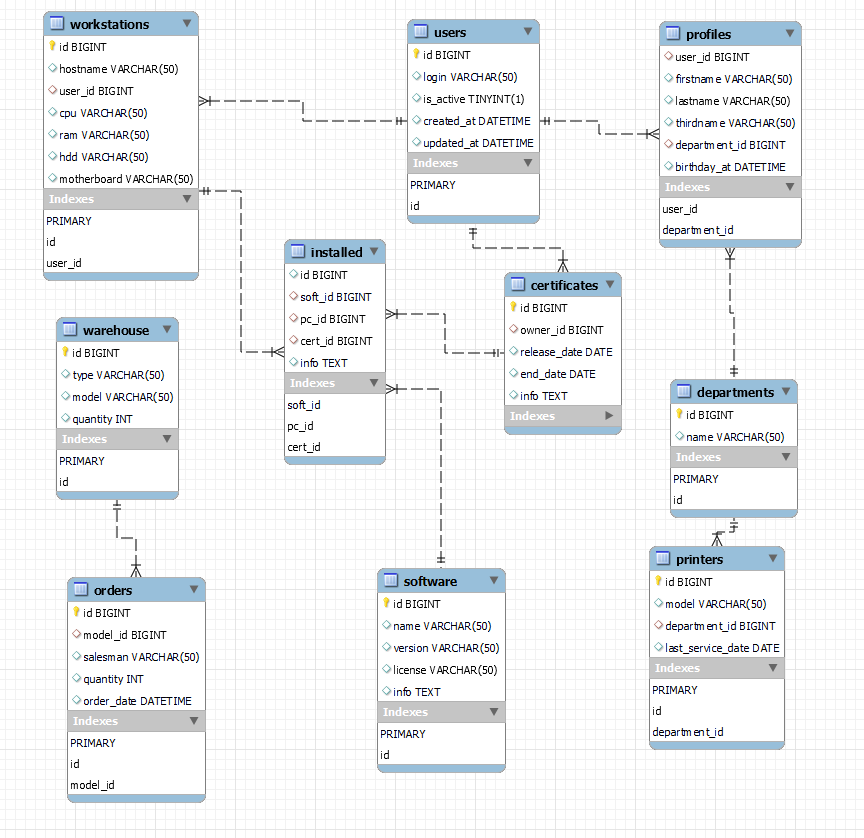 workstations
id BIGINT
hostname VARCHAR(50)
user_id BIGINT
cpu VARCHAR(50)
ram VARCHAR(50)
hdd VARCHAR(50)
motherboard VARCHAR(50)
Indexes
PRIMARY
id
user_id
users
id BIGINT
login VARCHAR(50)
is_active TINYINT(1)
created_at DATETIME
updated_at DATETIME
Indexes
PRIMARY
id
profiles
user_id BIGINT
firstname VARCHAR(50)
lastname VARCHAR(50)
thirdname VARCHAR(50)
department_id BIGINT
birthday_at DATETIME
Indexes
user_id
department_id
installed
id BIGINT
soft_id BIGINT
pc_id BIGINT
cert_id BIGINT
info TEXT
Indexes
soft_id
pc_id
cert_id
certificates
id BIGINT
owner_id BIGINT
release_date DATE
end_date DATE
info TEXT
Indexes
warehouse
id BIGINT
type VARCHAR(50)
model VARCHAR(50)
quantity INT
Indexes
PRIMARY
id
departments
id BIGINT
name VARCHAR(50)
Indexes
PRIMARY
id
orders
id BIGINT
model_id BIGINT
salesman VARCHAR(50)
quantity INT
order_date DATETIME
Indexes
PRIMARY
id
model_id
software
id BIGINT
name VARCHAR(50)
version VARCHAR(50)
license VARCHAR(50)
info TEXT
Indexes
PRIMARY
id
printers
id BIGINT
model VARCHAR(50)
department_id BIGINT
last_service_date DATE
Indexes
PRIMARY
id
department_id